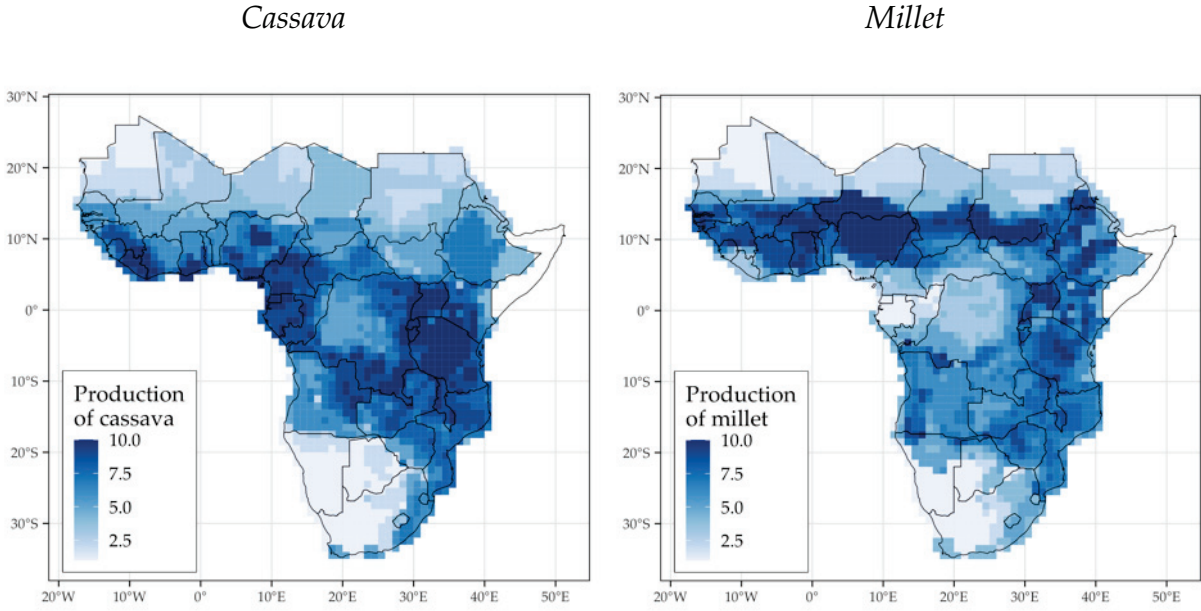 Cassava
Millet
30°N
20°N
10°N
0°
10°S
20°S
30°S
Production
of cassava
10.0
7.5
5.0
2.5
20°W
10°W
0°
10°E
20°E
30°E
40°E
50°E
30°N
20°N
10°N
0°
10°S
20°S
30°S
Production
of millet
10.0
7.5
5.0
2.5
20°W
10°W
0°
10°E
20°E
30°E
40°E
50°E